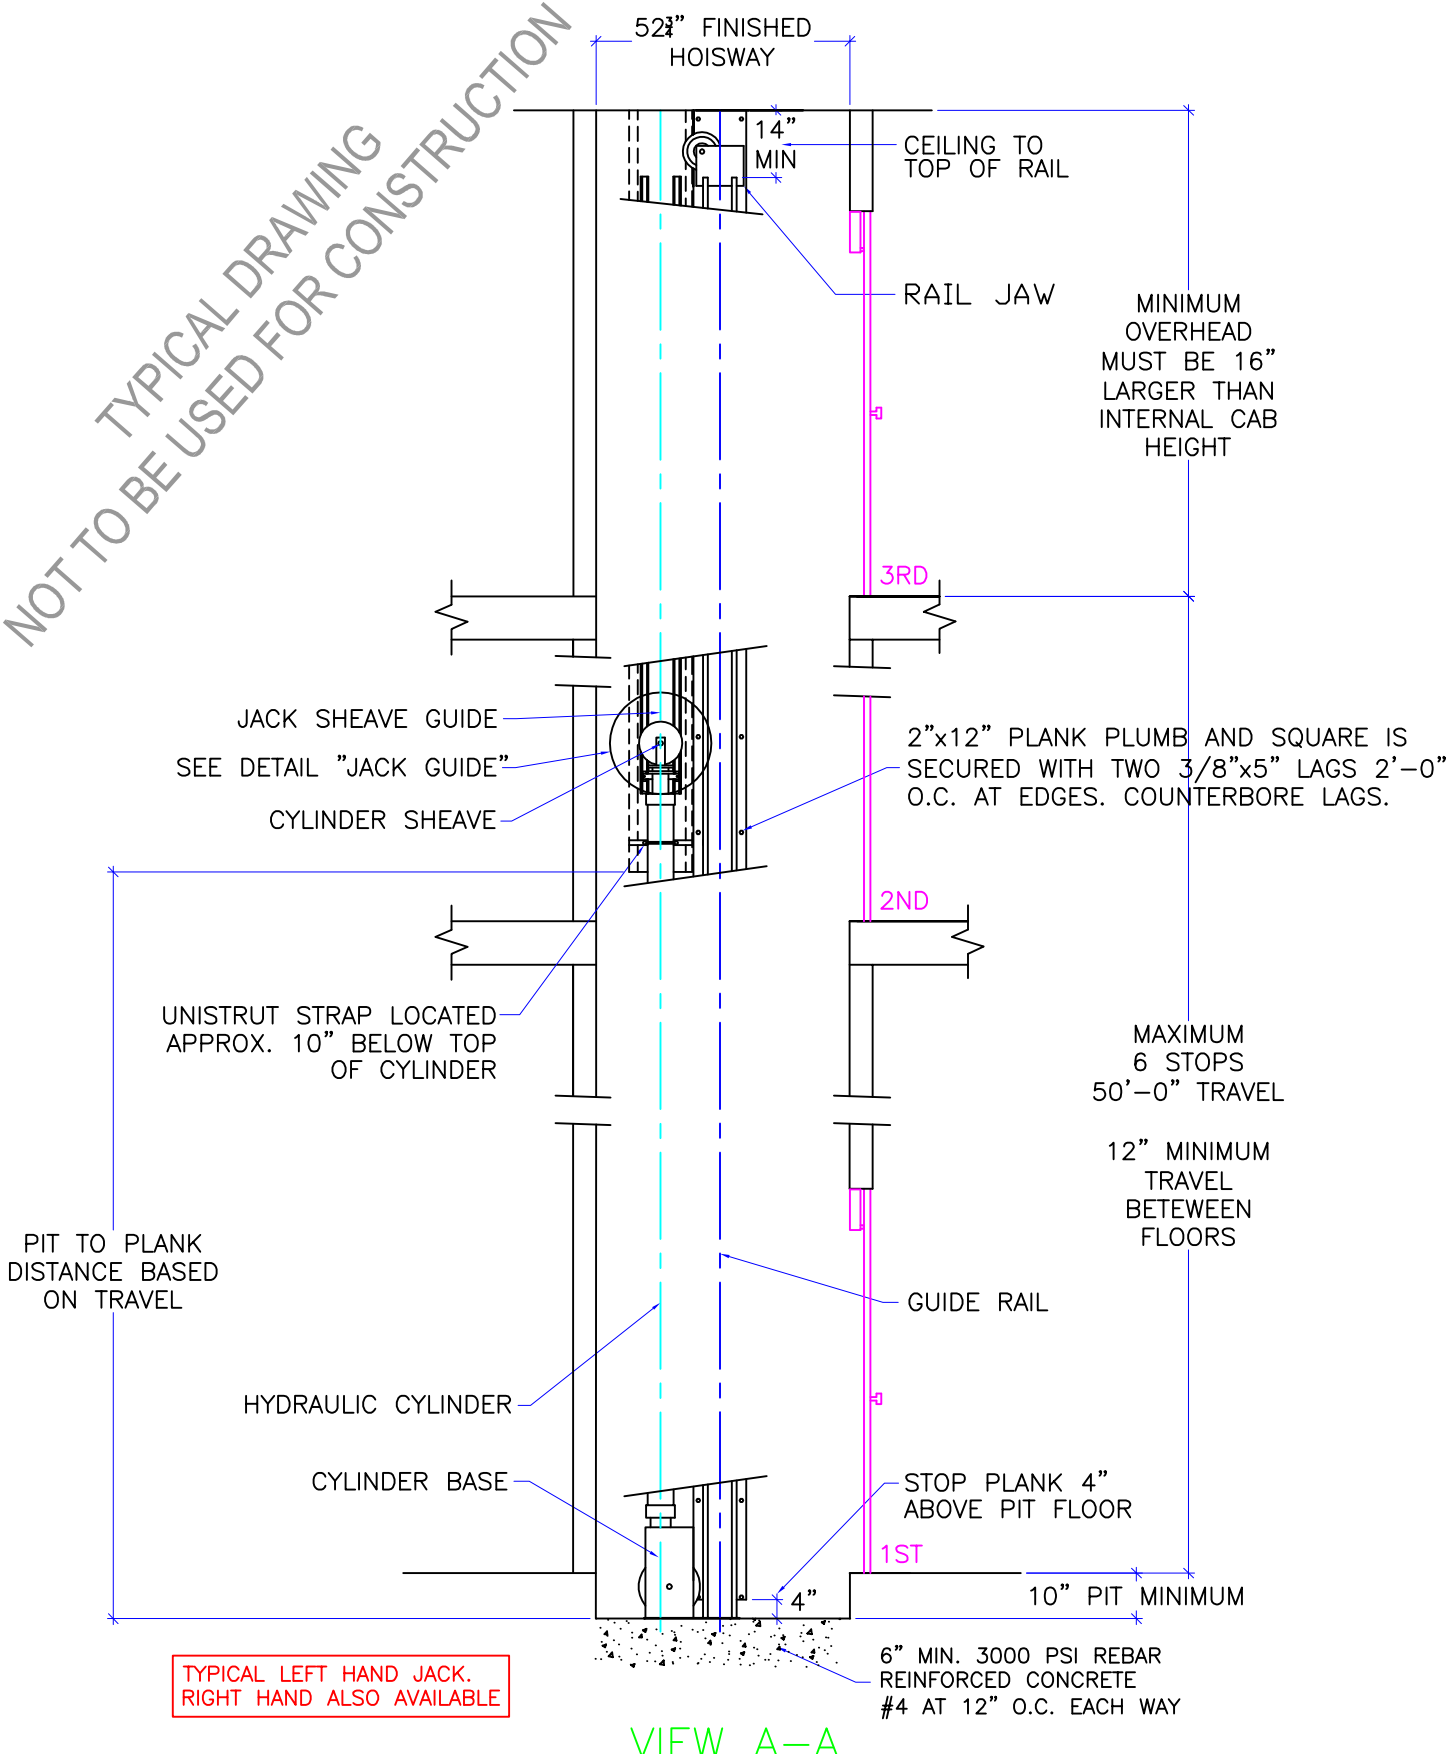 52¾" FINISHED
HOISWAY
TYPICAL DRAWING
NOT TO BE USED FOR CONSTRUCTION
14"
MIN
CEILING TO
TOP OF RAIL
RAIL JAW
MINIMUM
OVERHEAD
MUST BE 16"
LARGER THAN
INTERNAL CAB
HEIGHT
3RD
JACK SHEAVE GUIDE
SEE DETAIL "JACK GUIDE"
CYLINDER SHEAVE
2"x12" PLANK PLUMB AND SQUARE IS
SECURED WITH TWO 3/8"x5" LAGS 2'-0"
O.C. AT EDGES. COUNTERBORE LAGS.
2ND
UNISTRUT STRAP LOCATED
APPROX. 10" BELOW TOP
OF CYLINDER
MAXIMUM
6 STOPS
50'-0" TRAVEL
12" MINIMUM
TRAVEL
BETEWEEN
FLOORS
PIT TO PLANK
DISTANCE BASED
ON TRAVEL
GUIDE RAIL
HYDRAULIC CYLINDER
CYLINDER BASE
STOP PLANK 4"
ABOVE PIT FLOOR
1ST
4"
10" PIT MINIMUM
6" MIN. 3000 PSI REBAR
REINFORCED CONCRETE
#4 AT 12" O.C. EACH WAY
TYPICAL LEFT HAND JACK.
RIGHT HAND ALSO AVAILABLE
VIEW A-A